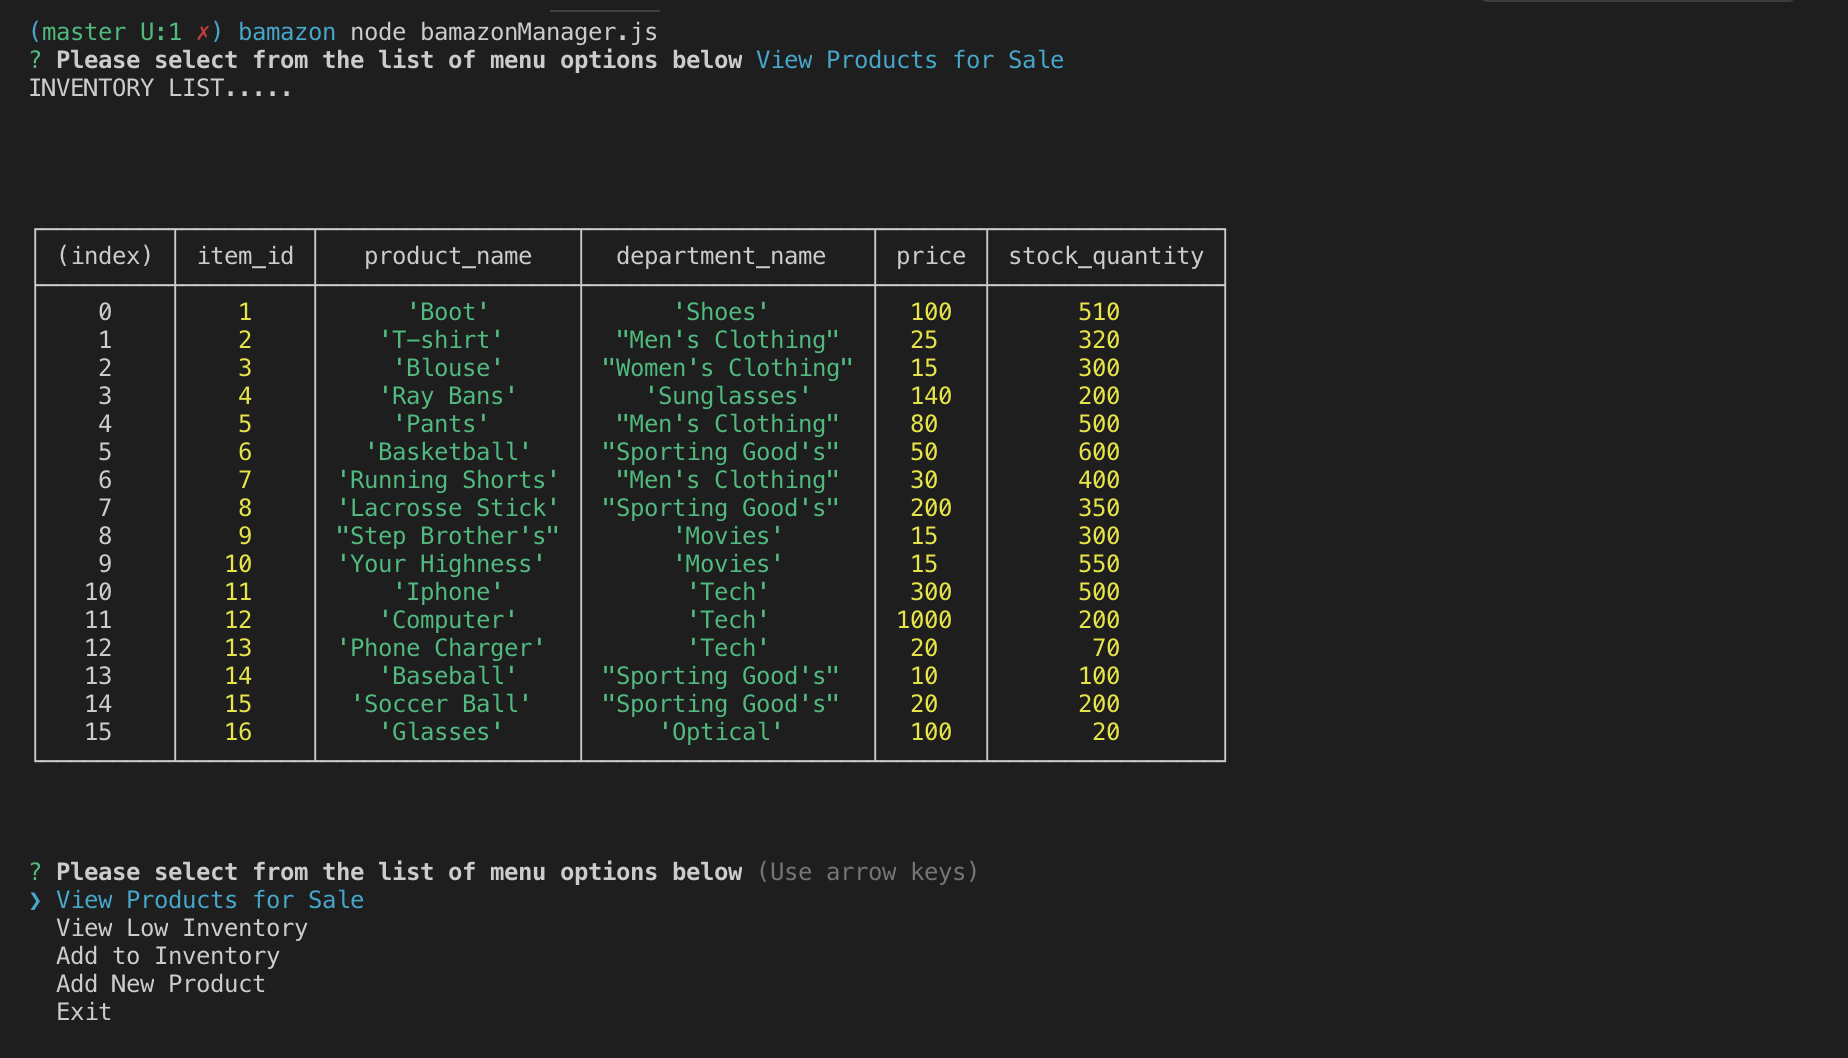 (master U:1 ✗) bamazon node bamazonManager.js
? Please select from the list of menu options below View Products for Sale
INVENTORY LIST.....
(index) item_id product_name department_name price stock_quantity
0 1 'Boot' 'Shoes' 100 510
1 2 'T-shirt' "Men's Clothing" 25 320
2 3 'Blouse' "Women's Clothing" 15 300
3 4 'Ray Bans' 'Sunglasses' 140 200
4 5 'Pants' "Men's Clothing" 80 500
5 6 'Basketball' "Sporting Good's" 50 600
6 7 'Running Shorts' "Men's Clothing" 30 400
7 8 'Lacrosse Stick' "Sporting Good's" 200 350
8 9 "Step Brother's" 'Movies' 15 300
9 10 'Your Highness' 'Movies' 15 550
10 11 'Iphone' 'Tech' 300 500
11 12 'Computer' 'Tech' 1000 200
12 13 'Phone Charger' 'Tech' 20 70
13 14 'Baseball' "Sporting Good's" 10 100
14 15 'Soccer Ball' "Sporting Good's" 20 200
15 16 'Glasses' 'Optical' 100 20
? Please select from the list of menu options below (Use arrow keys)
❯ View Products for Sale
View Low Inventory
Add to Inventory
Add New Product
Exit